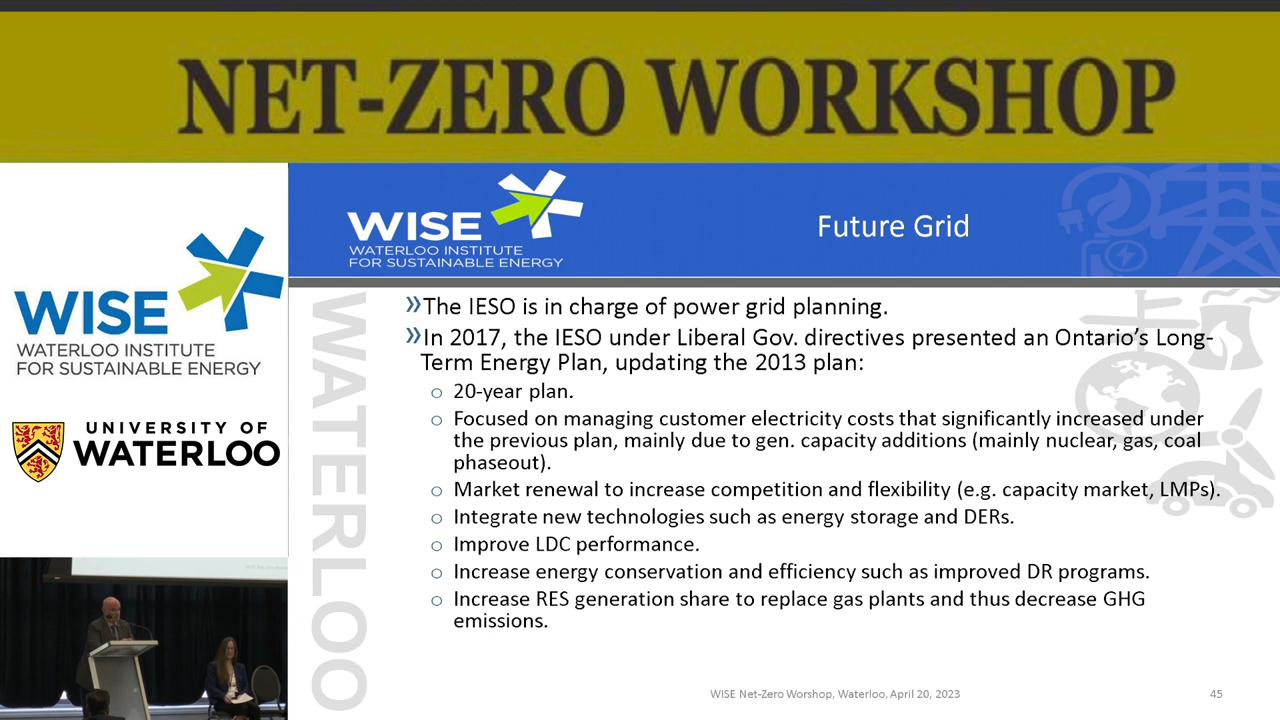 NET-ZERO WORKSHOP
WISE
WATERLOO INSTITUTE
FOR SUSTAINABLE ENERGY
UNIVERSITY OF
WATERLOO
WISE
WATERLOO INSTITUTE
FOR SUSTAINABLE ENERGY
Future Grid
WATERLOO
»The IESO is in charge of power grid planning.
»In 2017, the IESO under Liberal Gov. directives presented an Ontario’s Long-
Term Energy Plan, updating the 2013 plan:
o 20-year plan.
o Focused on managing customer electricity costs that significantly increased under
the previous plan, mainly due to gen. capacity additions (mainly nuclear, gas, coal
phaseout).
o Market renewal to increase competition and flexibility (e.g. capacity market, LMPs).
o Integrate new technologies such as energy storage and DERs.
o Improve LDC performance.
o Increase energy conservation and efficiency such as improved DR programs.
o Increase RES generation share to replace gas plants and thus decrease GHG
emissions.
WISE Net-Zero Worshop, Waterloo, April 20, 2023
45